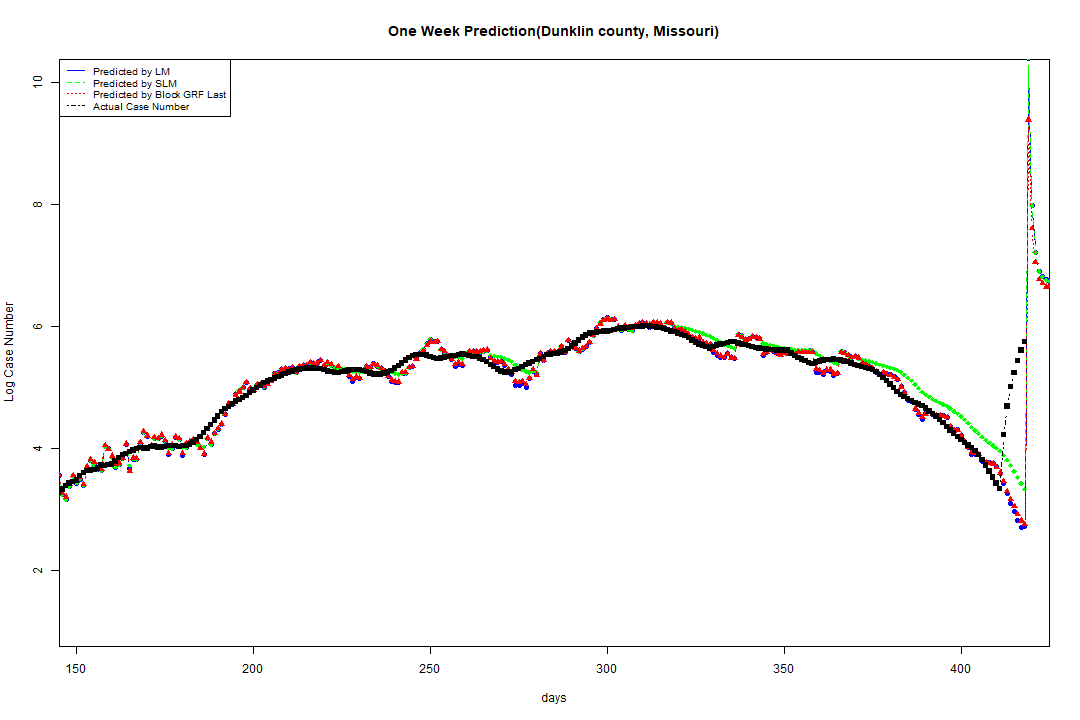 One Week Prediction(Dunklin county, Missouri)
Predicted by LM
Predicted by SLM
Predicted by Block GRF Last
Actual Case Number
Log Case Number
10
8
6
4
2
150 200 250 300 350 400
days